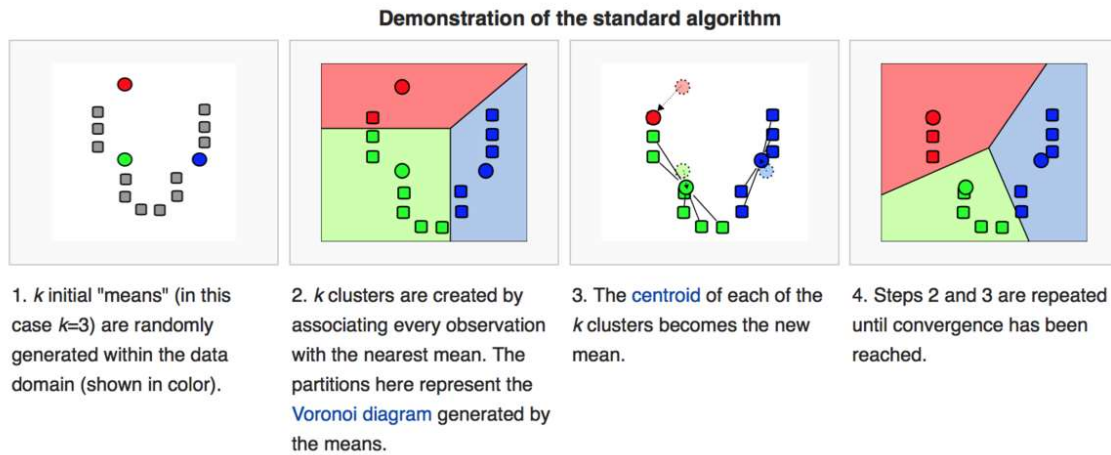 Demonstration of the standard algorithm
1. k initial "means" (in this
case k=3) are randomly
generated within the data
domain (shown in color).
2. k clusters are created by
associating every observation
with the nearest mean. The
partitions here represent the
Voronoi diagram generated by
the means.
3. The centroid of each of the
k clusters becomes the new
mean.
4. Steps 2 and 3 are repeated
until convergence has been
reached.